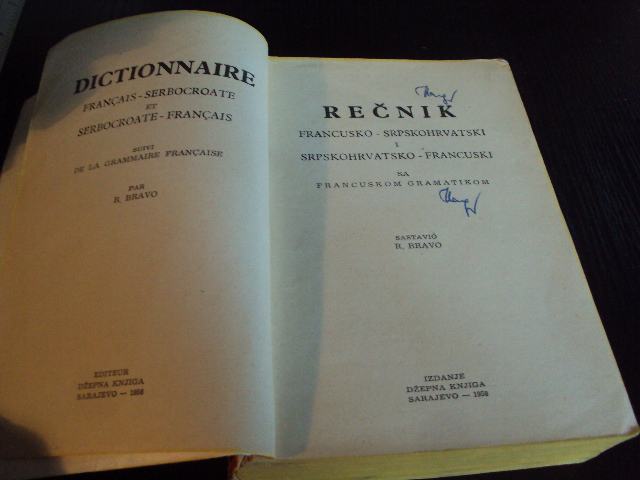 DICTIONNAIRE
FRANÇAIS - SERBOCROATE
ET
SERBOCROATE - FRANÇAIS
SUIVI
DE LA GRAMMAIRE FRANÇAISE
PAR
R. BRAVO
EDITEUR
DŽEPNA KNJIGA
SARAJEVO — 1958
REČNIK
FRANCUSKO - SRPSKOHRVATSKI
I
SRPSKOHRVATSKO - FRANCUSKI
SA
FRANCUSKOM GRAMATIKOM
SASTAVIO
R. BRAVO
IZDANJE
DŽEPNA KNJIGA
SARAJEVO — 1958